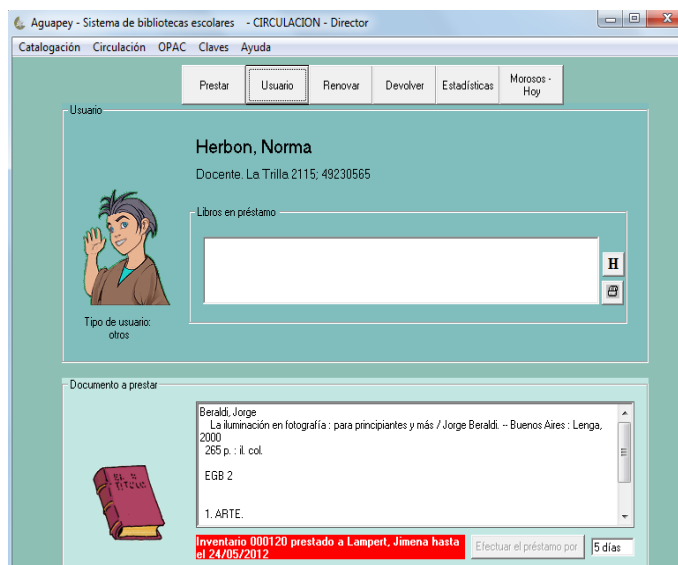 Aguapey - Sistema de bibliotecas escolares - CIRCULACION - Director
Catalogación Circulación OPAC Claves Ayuda
Prestar Usuario Renovar Devolver Estadísticas Morosos - Hoy
Usuario
Herbon, Norma
Docente. La Trilla 2115; 49230565
Libros en préstamo
H
Tipo de usuario:
otros
Documento a prestar
Beraldi, Jorge
La iluminación en fotografía : para principiantes y más / Jorge Beraldi. -- Buenos Aires : Lenga,
2000
265 p. : il. col.
EGB 2
1. ARTE.
EL TITULO
Inventario 000120 prestado a Lampert, Jimena hasta
el 24/05/2012
Efectuar el préstamo por 5 días